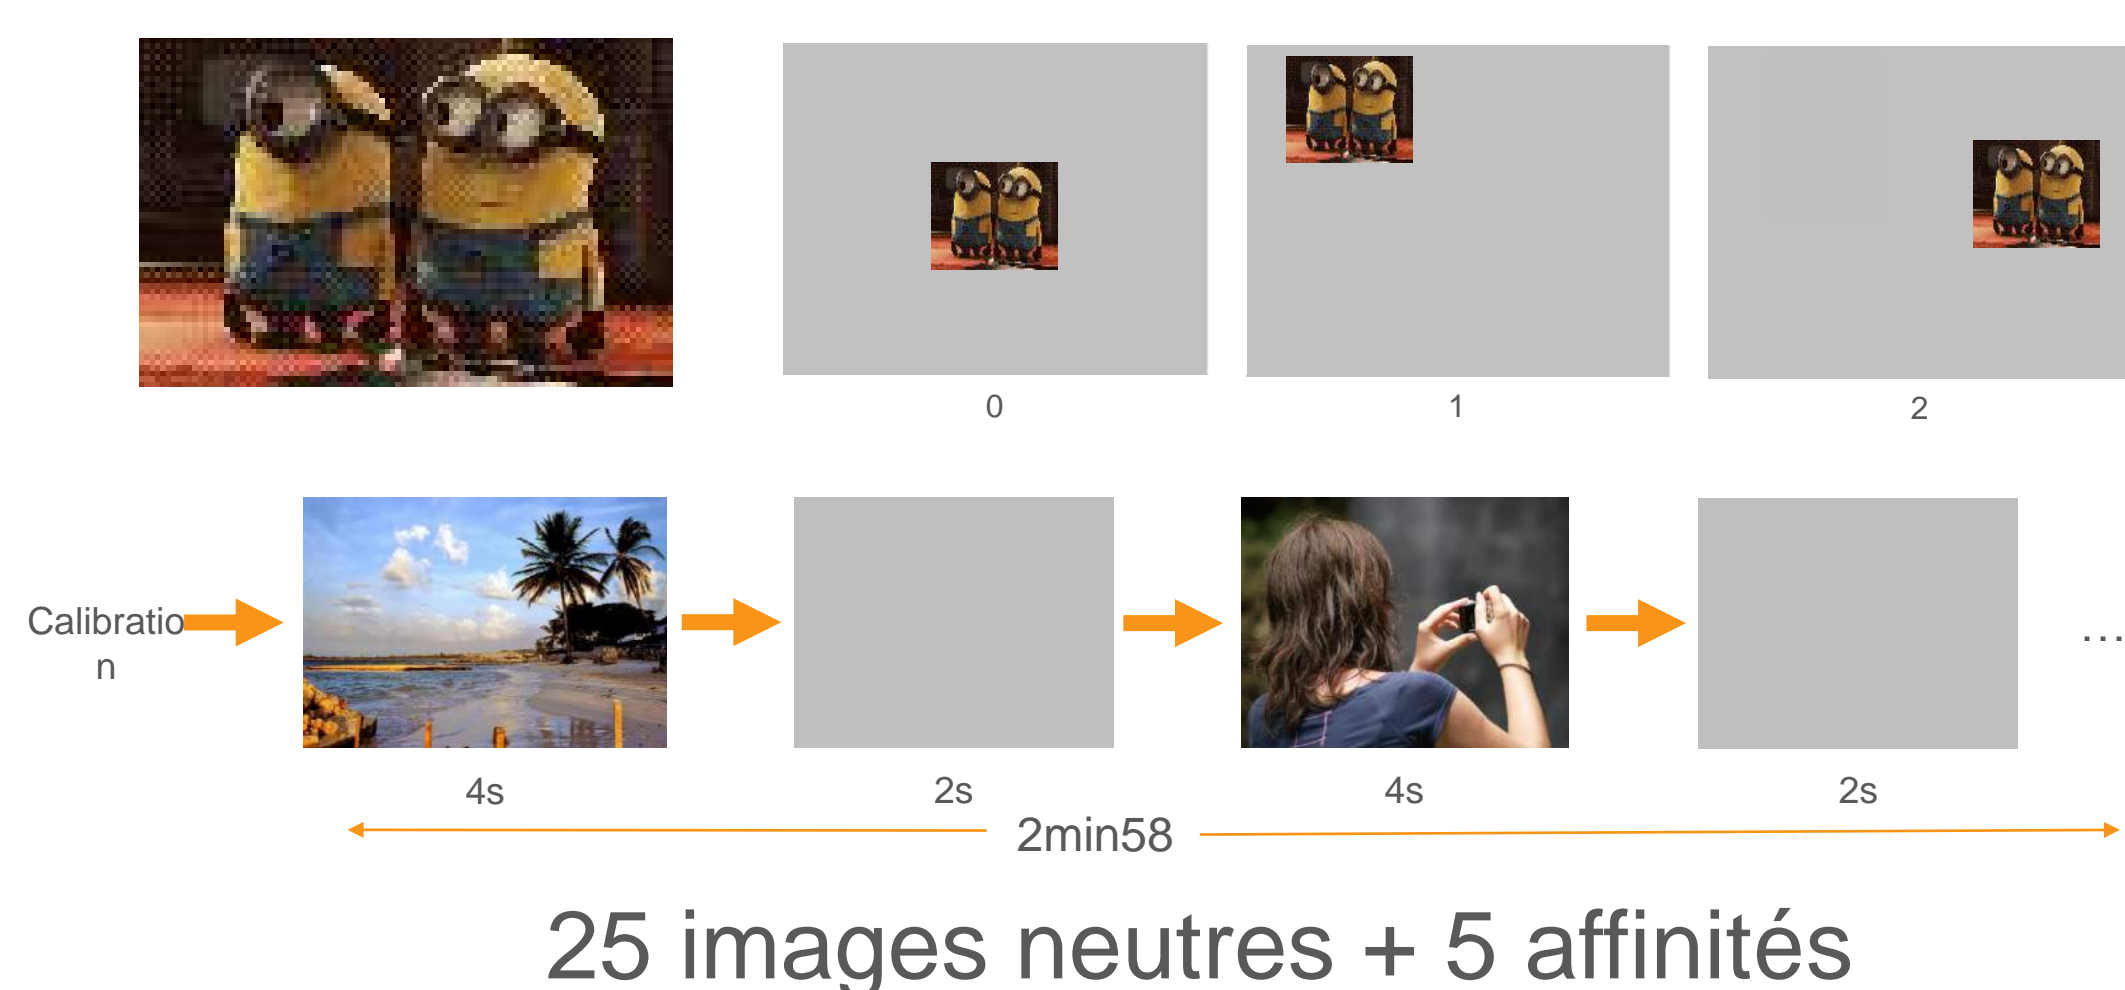 0
1
2
Calibratio
n
…
4s
2s
4s
2s
2min58
25 images neutres + 5 affinités